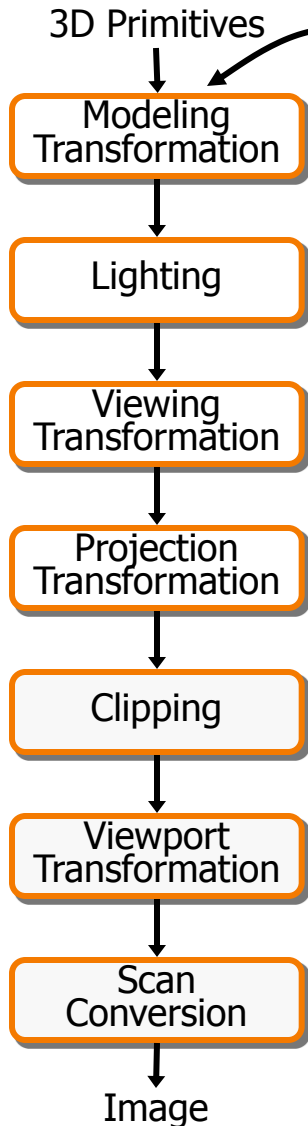 3D Primitives
Modeling
Transformation
Lighting
Viewing
Transformation
Projection
Transformation
Clipping
Viewport
Transformation
Scan
Conversion
Image